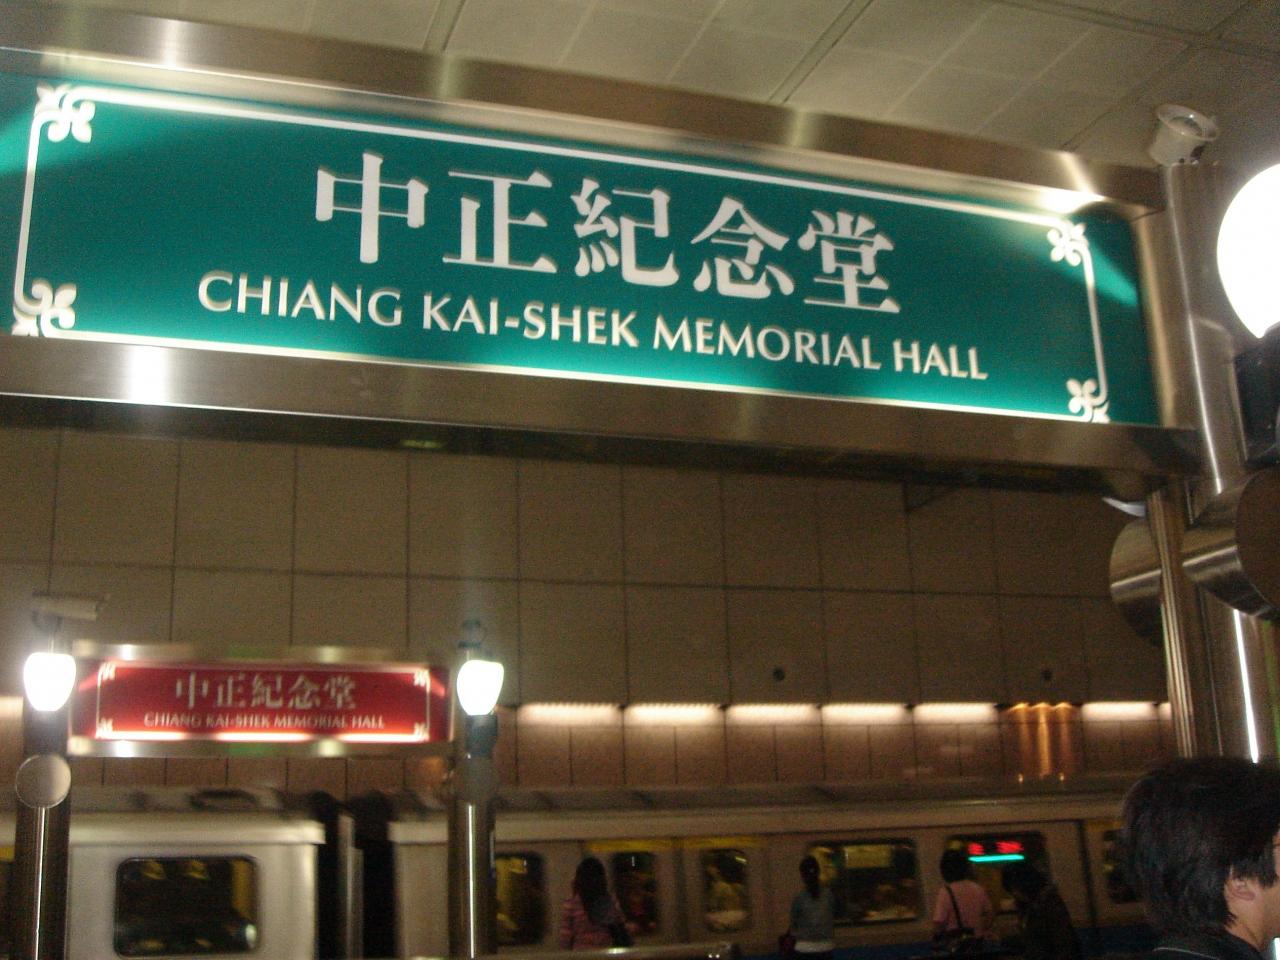 中正紀念堂
CHIANG KAI-SHEK MEMORIAL HALL
中正紀念堂
CHIANG KAI-SHEK MEMORIAL HALL